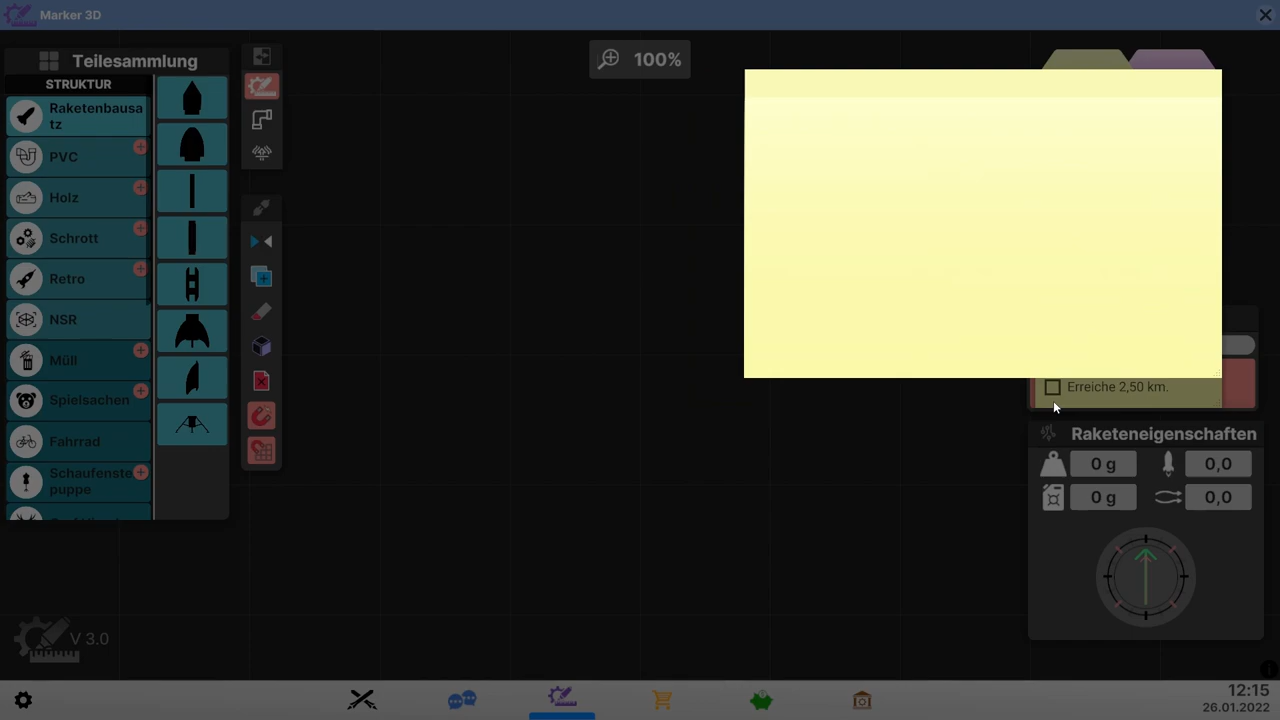 Marker 3D
Teilesammlung
STRUKTUR
Raketenbausa
tz
PVC
Holz
Schrott
Retro
NSR
Müll
Spielsachen
Fahrrad
Schaufenste
puppe
100%
Erreiche 2,50 km.
Raketeneigenschaften
0 g
0,0
0 g
0,0
V 3.0
12:15
26.01.2022